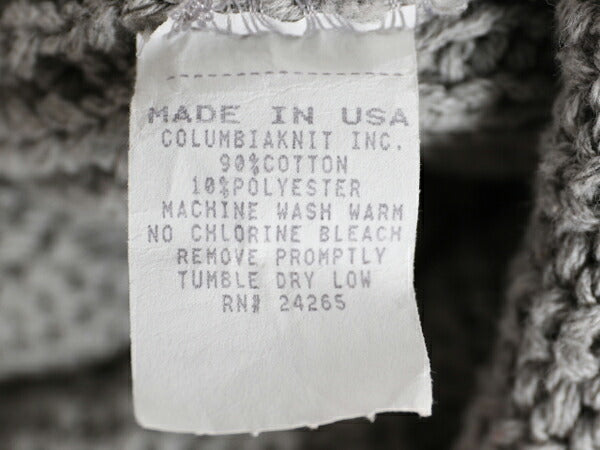 MADE IN USA
COLUMBIAKNIT INC.
90%COTTON
10%POLYESTER
MACHINE WASH WARM
NO CHLORINE BLEACH
REMOVE PROMPTLY
TUMBLE DRY LOW
RN# 24265